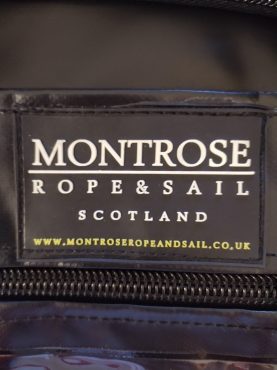 MONTROSE
ROPE & SAIL
SCOTLAND
WWW.MONTROSEROPEANDSAIL.CO.UK